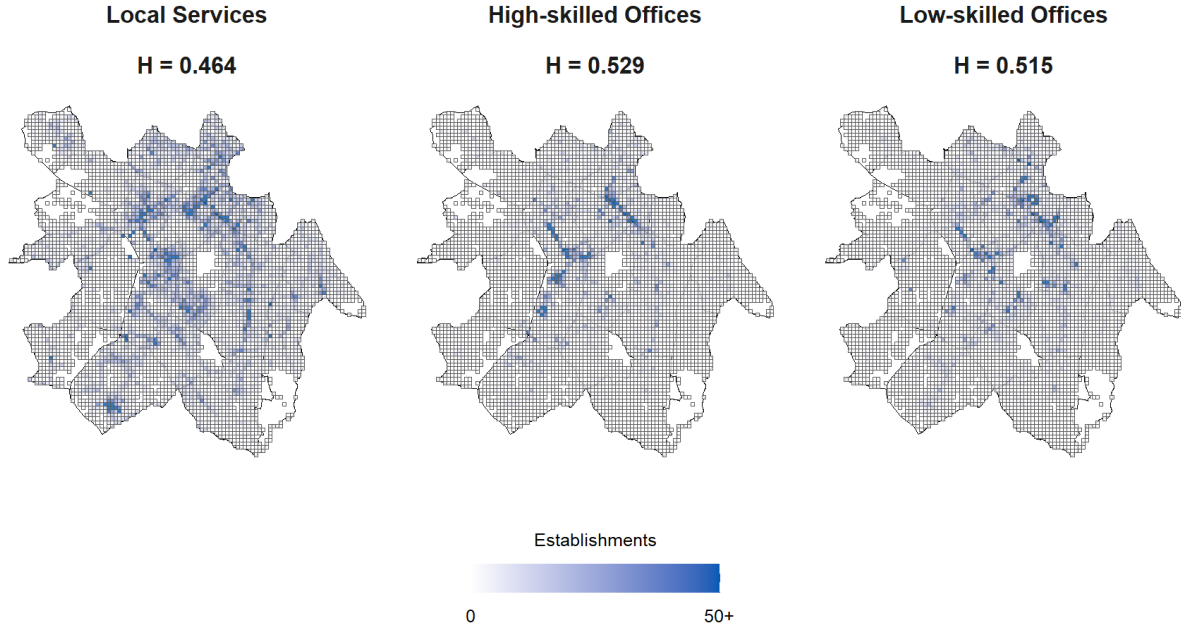 Local Services
High-skilled Offices
Low-skilled Offices
H = 0.464
H = 0.529
H = 0.515
Establishments
0
50+